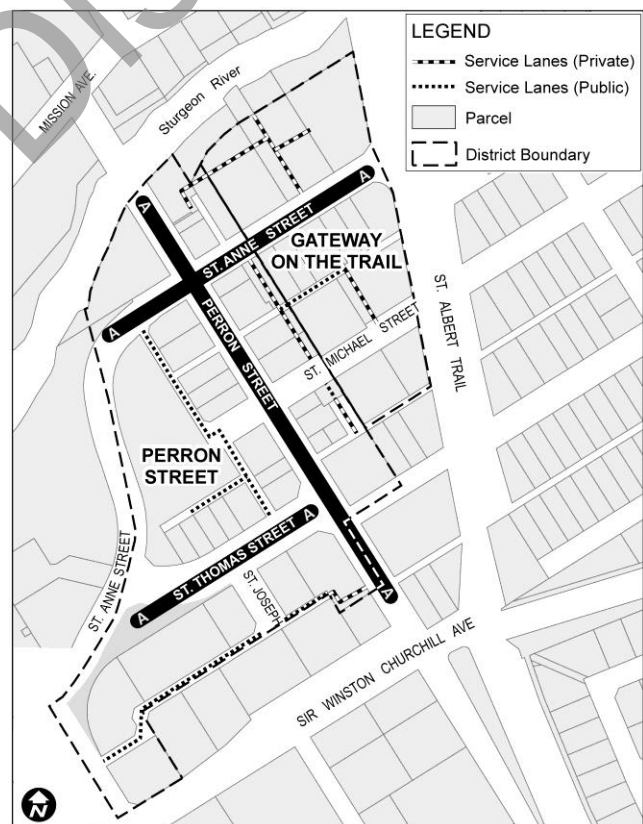 DIS
LEGEND
Service Lanes (Private)
Service Lanes (Public)
Parcel
District Boundary
MISSION AVE.
Sturgeon River
A
A
ST. ANNE STREET
GATEWAY
ON THE TRAIL
A
PERRON STREET
ST. MICHAEL STREET
ST. ALBERT TRAIL
PERRON
STREET
A
ST. THOMAS STREET
A
A
ST. ANNE STREET
ST. JOSEPH
SIR WINSTON CHURCHILL AVE
N